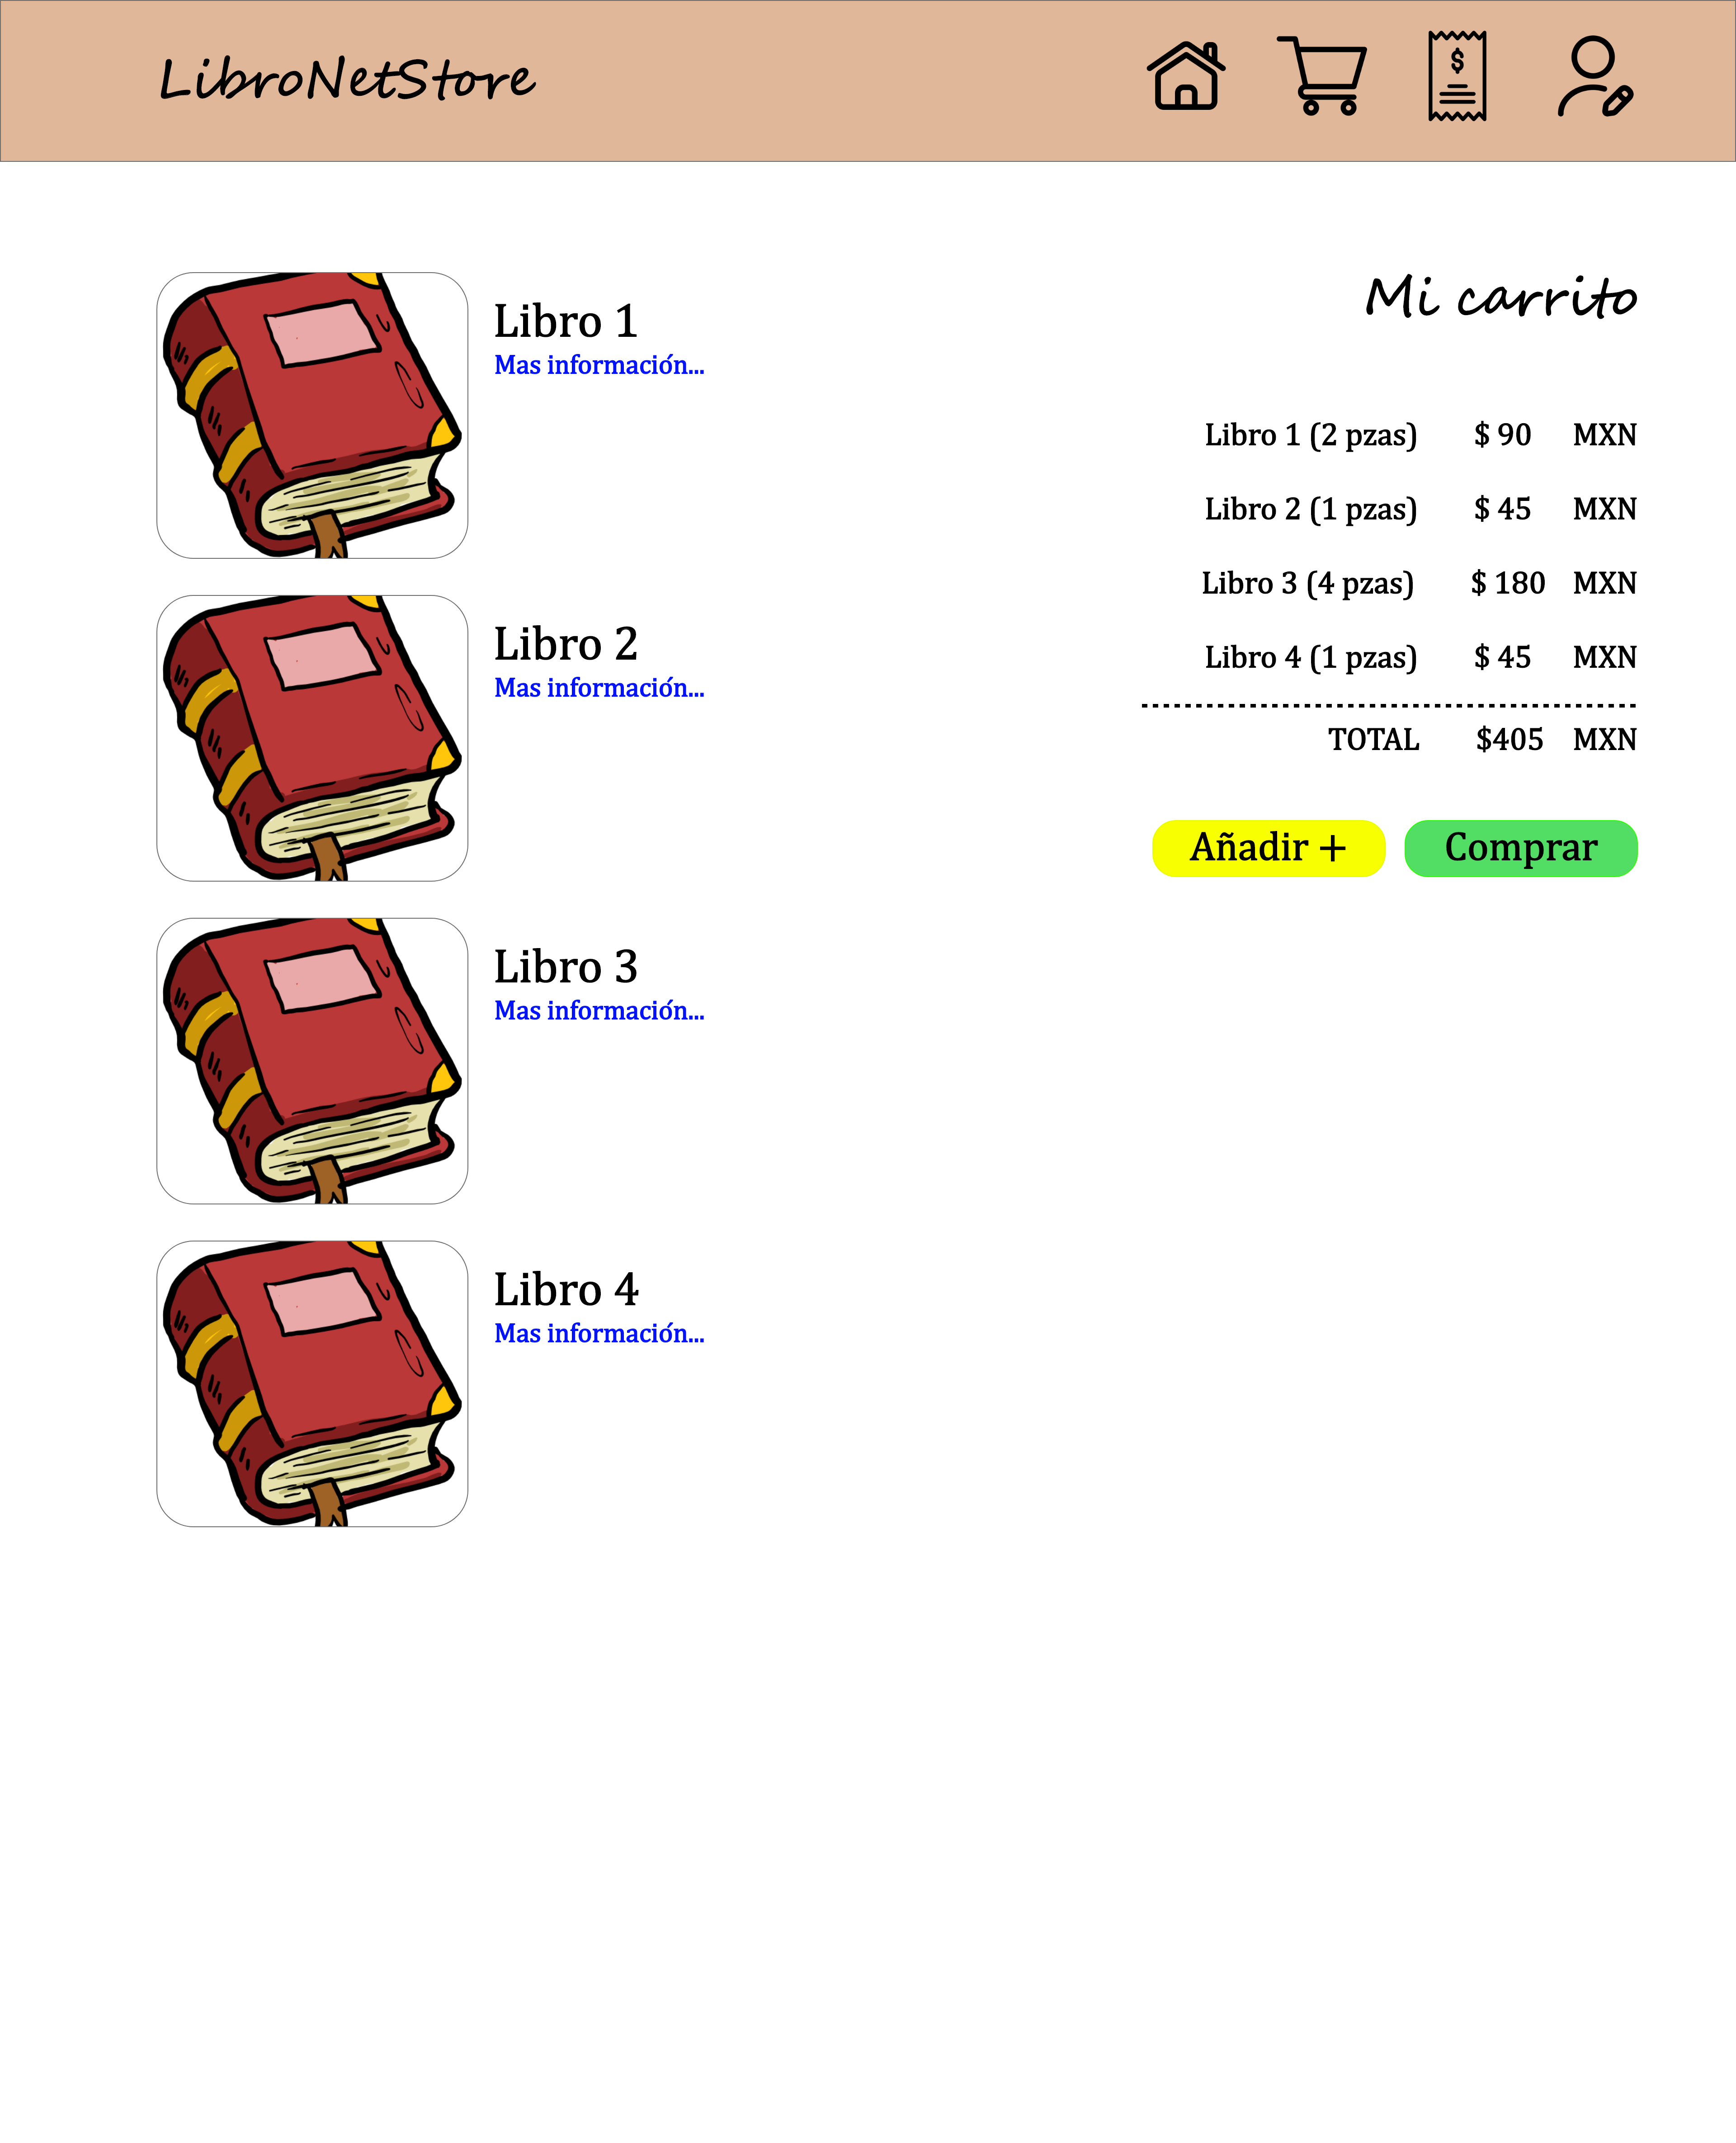 LibroNetStore
$
Libro 1
Mas información...
Libro 2
Mas información...
Libro 3
Mas información...
Libro 4
Mas información...
Mi carrito
Libro 1 (2 pzas) $ 90 MXN
Libro 2 (1 pzas) $ 45 MXN
Libro 3 (4 pzas) $ 180 MXN
Libro 4 (1 pzas) $ 45 MXN
TOTAL $405 MXN
Añadir + Comprar